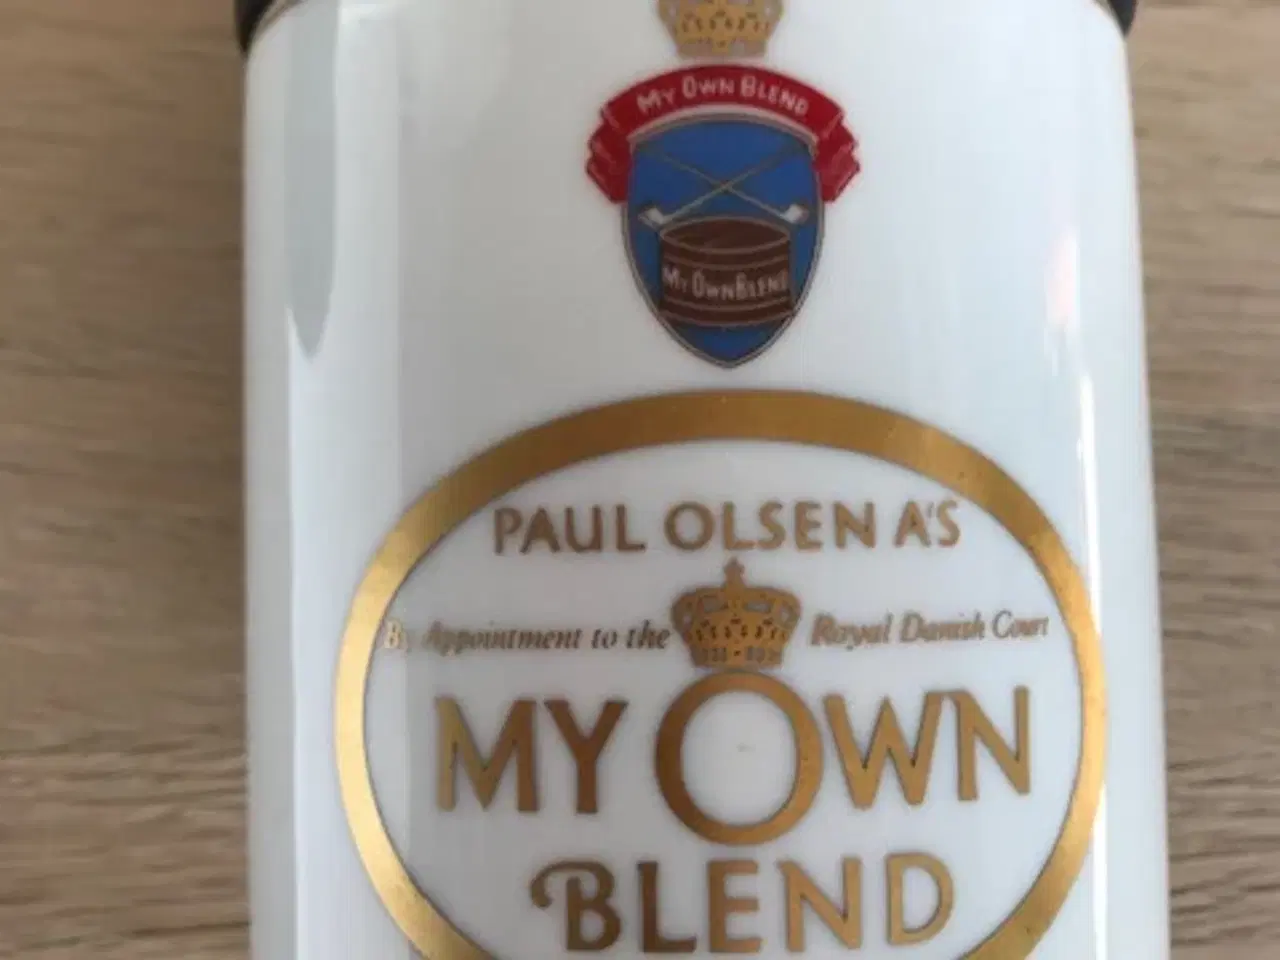 MY OWN BLEND
MY OWN BLEND
PAUL OLSEN A'S
By Appointment to the Royal Danish Court
MY OWN
BLEND